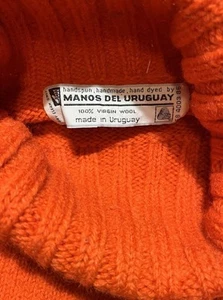 handspun, handmade, hand dyed by
MANOS DEL URUGUAY
100% VIRGIN WOOL
made in Uruguay